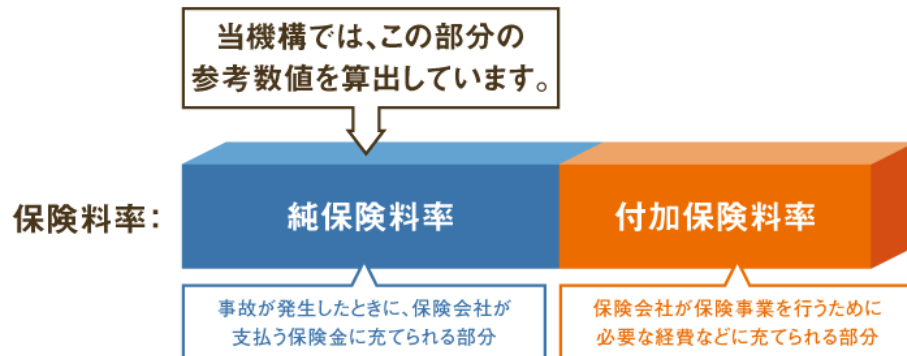 当機構では、この部分の
参考数値を算出しています。
保険料率：
純保険料率
付加保険料率
事故が発生したときに、保険会社が
支払う保険金に充てられる部分
保険会社が保険事業を行うために
必要な経費などに充てられる部分